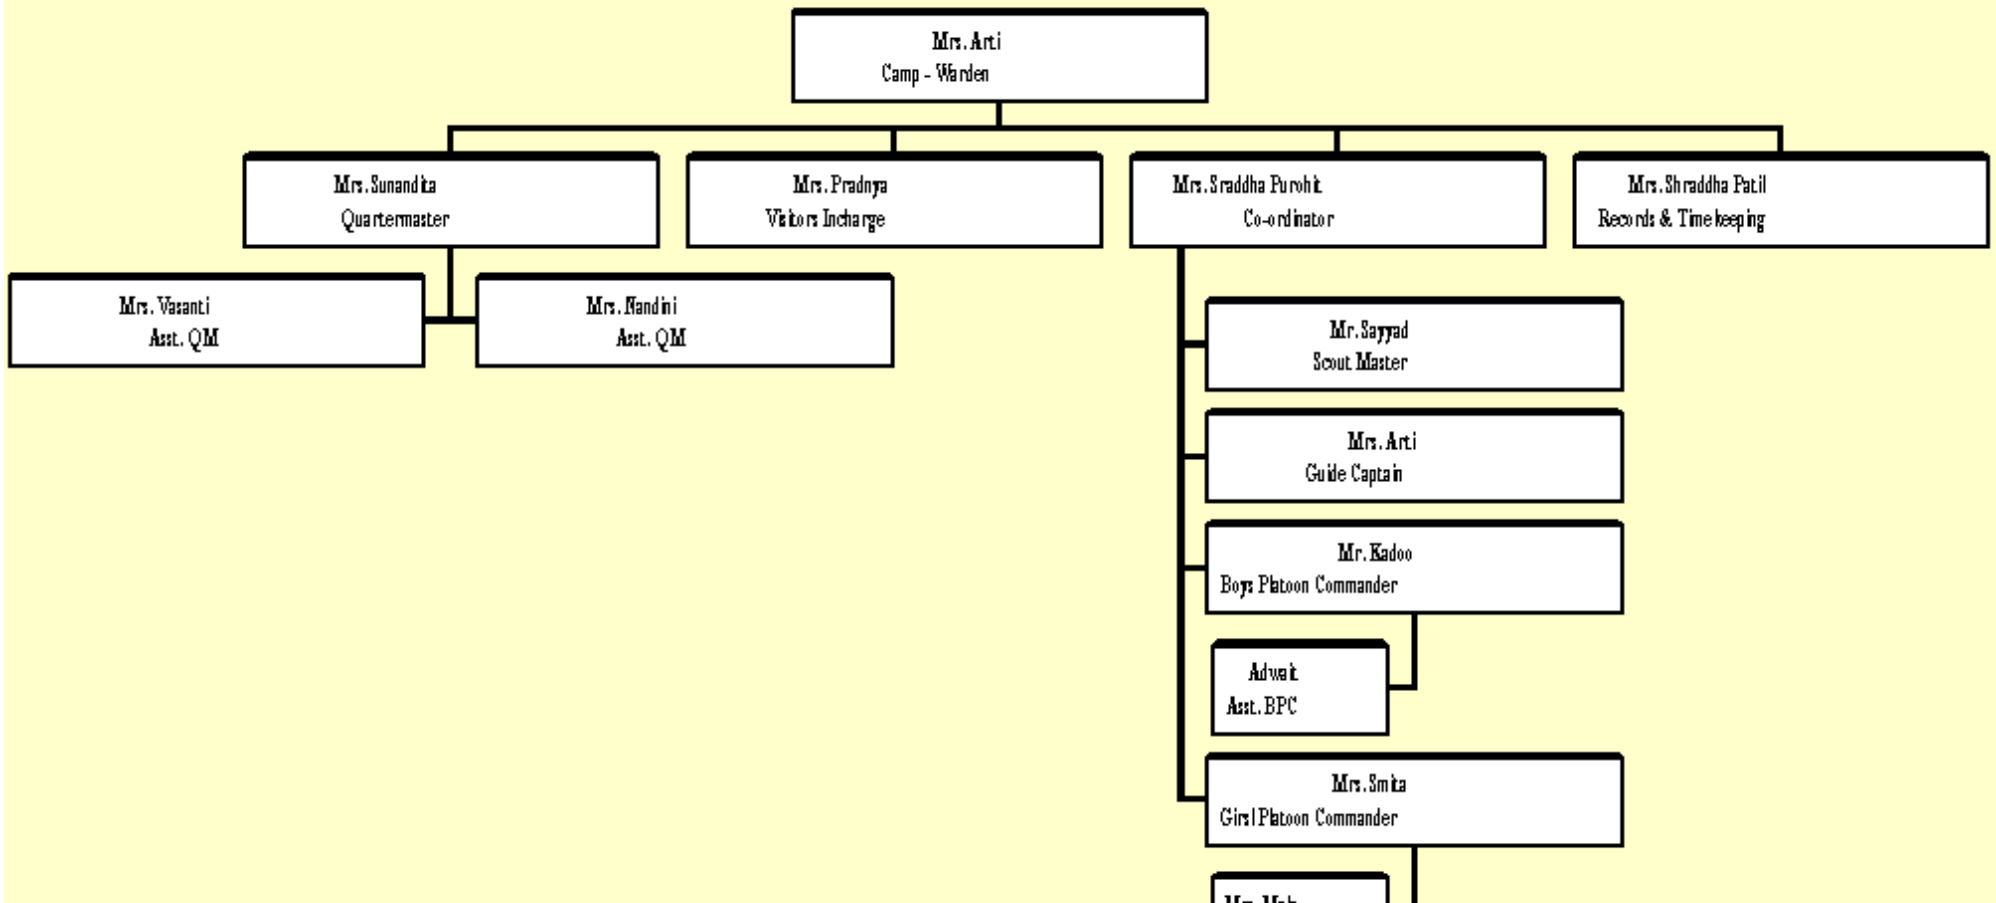 Mrs. Arti
Camp - Warden
Mrs. Sunandita
Quartermaster
Mrs. Pradnya
Visitors Incharge
Mrs. Sraddha Purohit
Co-ordinator
Mrs. Shraddha Patil
Records & Timekeeping
Mrs. Vasanti
Asst. QM
Mrs. Nandini
Asst. QM
Mr. Sayyad
Scout Master
Mrs. Arti
Guide Captain
Mr. Kadoo
Boys Platoon Commander
Adwait
Asst. BPC
Mrs. Smita
Girsl Platoon Commander